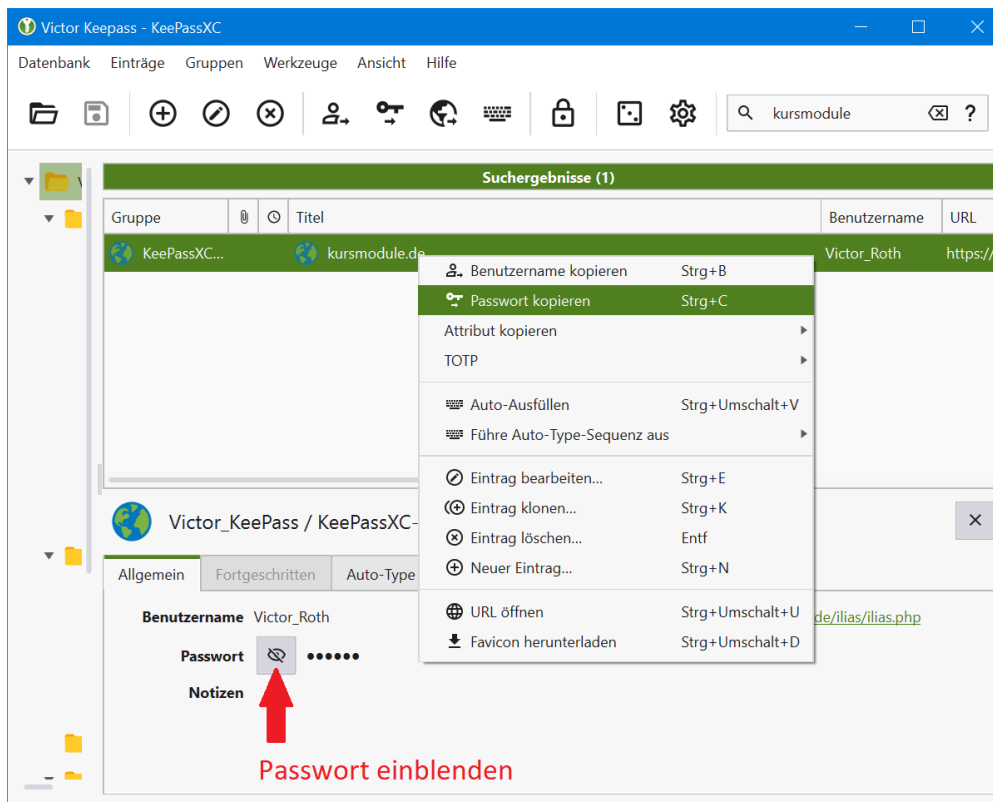 Victor Keepass - KeePassXC
Datenbank Einträge Gruppen Werkzeuge Ansicht Hilfe
kursmodule ?
Suchergebnisse (1)
Gruppe Titel Benutzername URL
KeePassXC... kursmodule.de Victor_Roth https://
Benutzername kopieren Strg+B
Passwort kopieren Strg+C
Attribut kopieren
TOTP
Auto-Ausfüllen Strg+Umschalt+V
Führe Auto-Type-Sequenz aus
Eintrag bearbeiten... Strg+E
Eintrag klonen... Strg+K
Eintrag löschen... Entf
Neuer Eintrag... Strg+N
URL öffnen Strg+Umschalt+U
Favicon herunterladen Strg+Umschalt+D
Victor_KeePass / KeePassXC-
Allgemein Fortgeschritten Auto-Type
Benutzername Victor_Roth de/ilias/ilias.php
Passwort ••••••
Notizen
Passwort einblenden